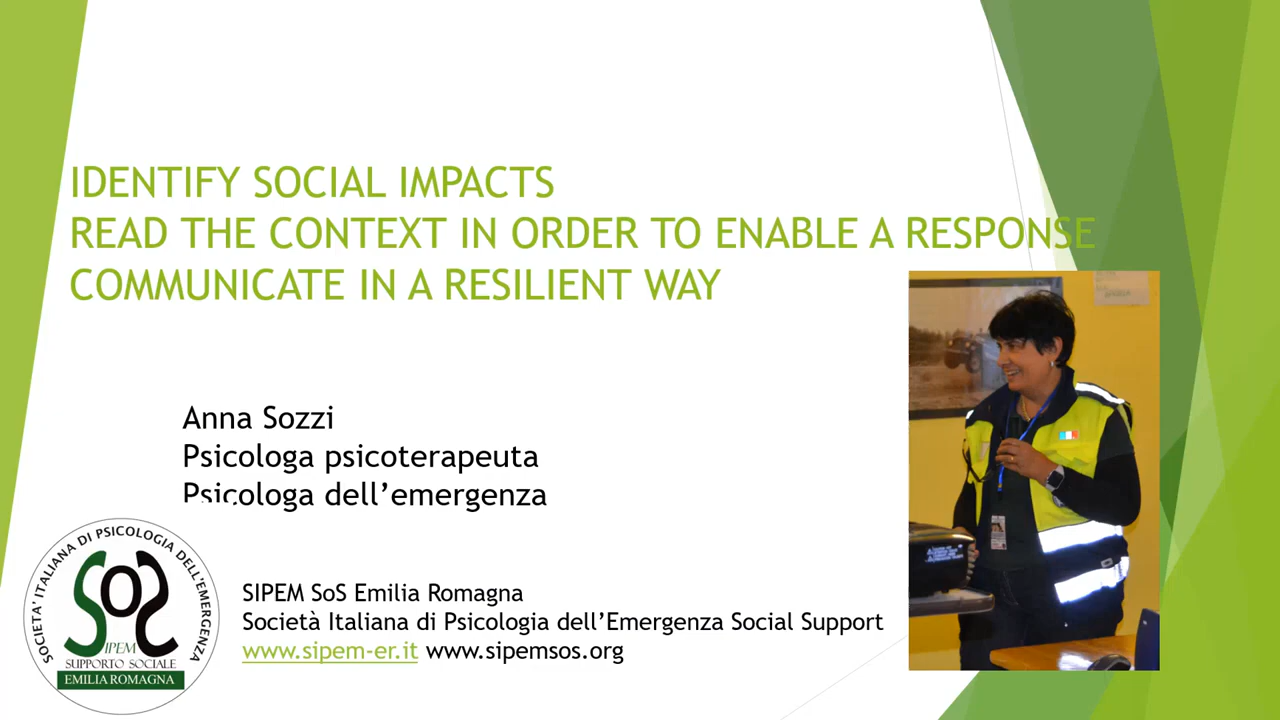 IDENTIFY SOCIAL IMPACTS
READ THE CONTEXT IN ORDER TO ENABLE A RESPONSE
COMMUNICATE IN A RESILIENT WAY
Anna Sozzi
Psicologa psicoterapeuta
Psicologa dell’emergenza
SOCIETA' ITALIANA DI PSICOLOGIA DELL'EMERGENZA
SOS
SIPEM
SUPPORTO SOCIALE
EMILIA ROMAGNA
SIPEM SoS Emilia Romagna
Società Italiana di Psicologia dell’Emergenza Social Support
www.sipem-er.it www.sipemsos.org